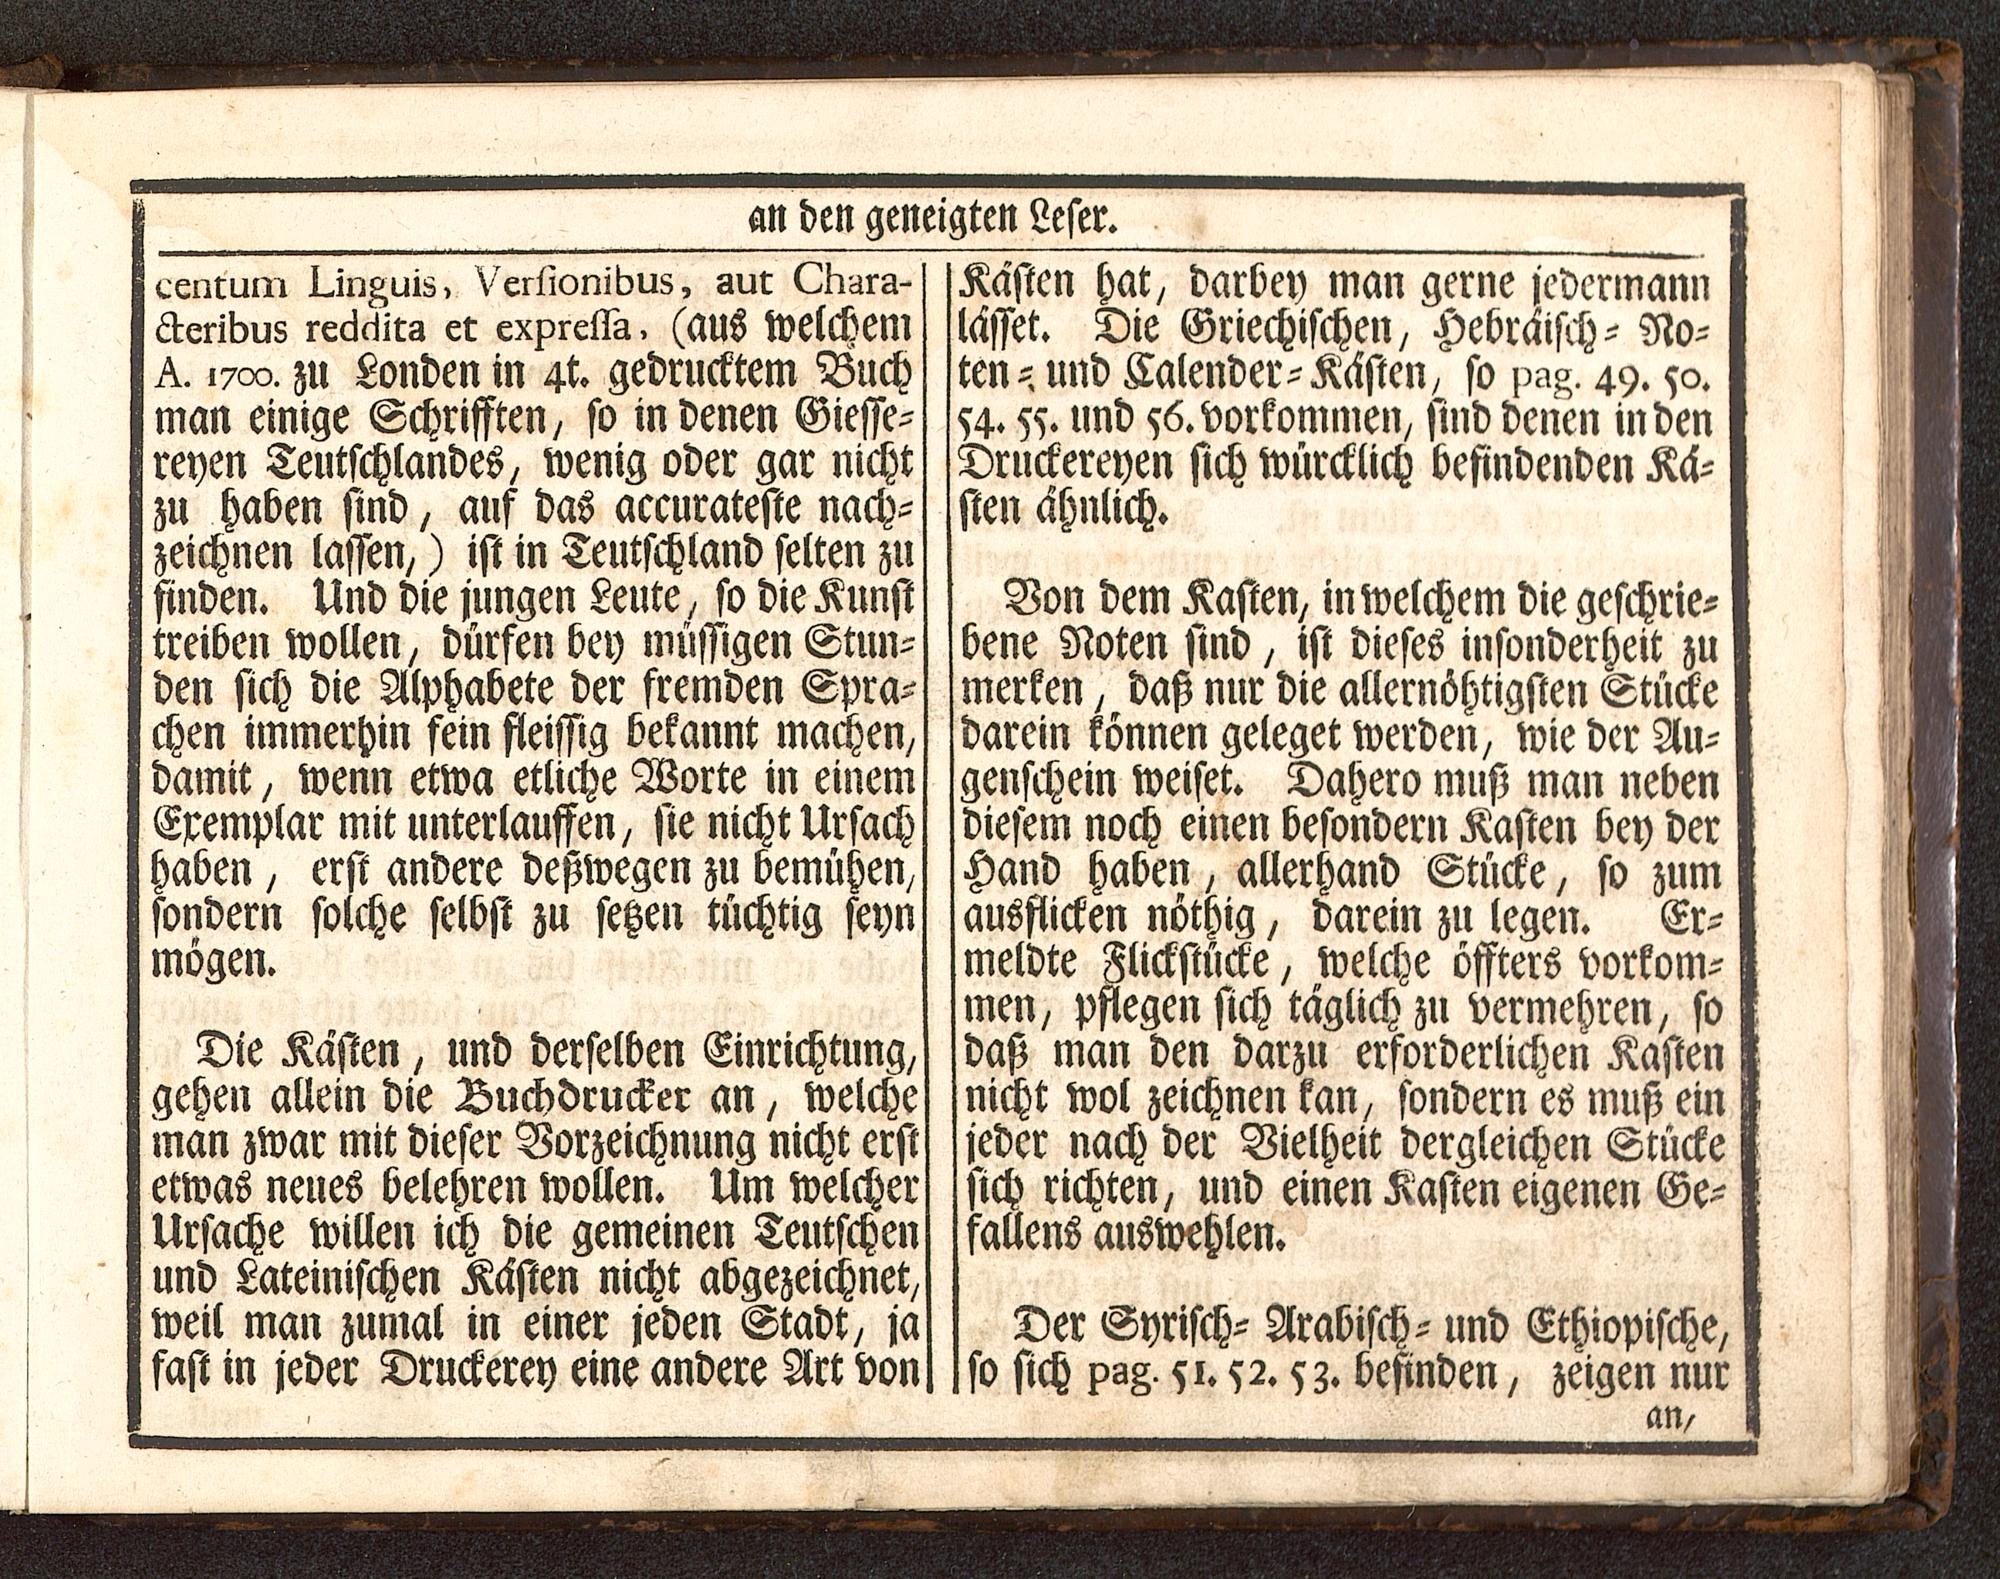 an den geneigten Leser.
centum Linguis, Verſionibus, aut Chara-
cteribus reddita et expreſſa, (aus welchem
A. 1700. zu Londen in 4t. gedrucktem Buch
man einige Schrifften, ſo in denen Gieſſe-
reyen Teutſchlandes, wenig oder gar nicht
zu haben ſind, auf das accurateſte nach-
zeichnen laſſen,) iſt in Teutſchland ſelten zu
finden. Und die jungen Leute, ſo die Kunſt
treiben wollen, dürfen bey müſſigen Stun-
den ſich die Alphabete der fremden Spra-
chen immerhin fein fleiſſig bekannt machen,
damit, wenn etwa etliche Worte in einem
Exemplar mit unterlauffen, ſie nicht Urſach
haben, erſt andere deßwegen zu bemühen,
ſondern ſolche ſelbſt zu ſetzen tüchtig ſeyn
mögen.
Die Käſten, und derſelben Einrichtung,
gehen allein die Buchdrucker an, welche
man zwar mit dieſer Vorzeichnung nicht erſt
etwas neues belehren wollen. Um welcher
Urſache willen ich die gemeinen Teutſchen
und Lateiniſchen Käſten nicht abgezeichnet,
weil man zumal in einer jeden Stadt, ja
faſt in jeder Druckerey eine andere Art von
Käſten hat, darbey man gerne jedermann
läſſet. Die Griechiſchen, Hebräiſch- No-
ten- und Calender-Käſten, ſo pag. 49. 50.
54. 55. und 56. vorkommen, ſind denen in den
Druckereyen ſich würcklich befindenden Kä-
ſten ähnlich.
Von dem Kaſten, in welchem die geſchrie-
bene Noten ſind, iſt dieſes inſonderheit zu
merken, daß nur die allernöhtigſten Stücke
darein können geleget werden, wie der Au-
genſchein weiſet. Dahero muß man neben
dieſem noch einen beſondern Kaſten bey der
Hand haben, allerhand Stücke, ſo zum
ausflicken nöthig, darein zu legen. Er-
meldte Flickſtücke, welche öffters vorkom-
men, pflegen ſich täglich zu vermehren, ſo
daß man den darzu erforderlichen Kaſten
nicht wol zeichnen kan, ſondern es muß ein
jeder nach der Vielheit dergleichen Stücke
ſich richten, und einen Kaſten eigenen Ge-
fallens auswehlen.
Der Syriſch- Arabiſch- und Ethiopiſche,
ſo ſich pag. 51. 52. 53. befinden, zeigen nur
an,